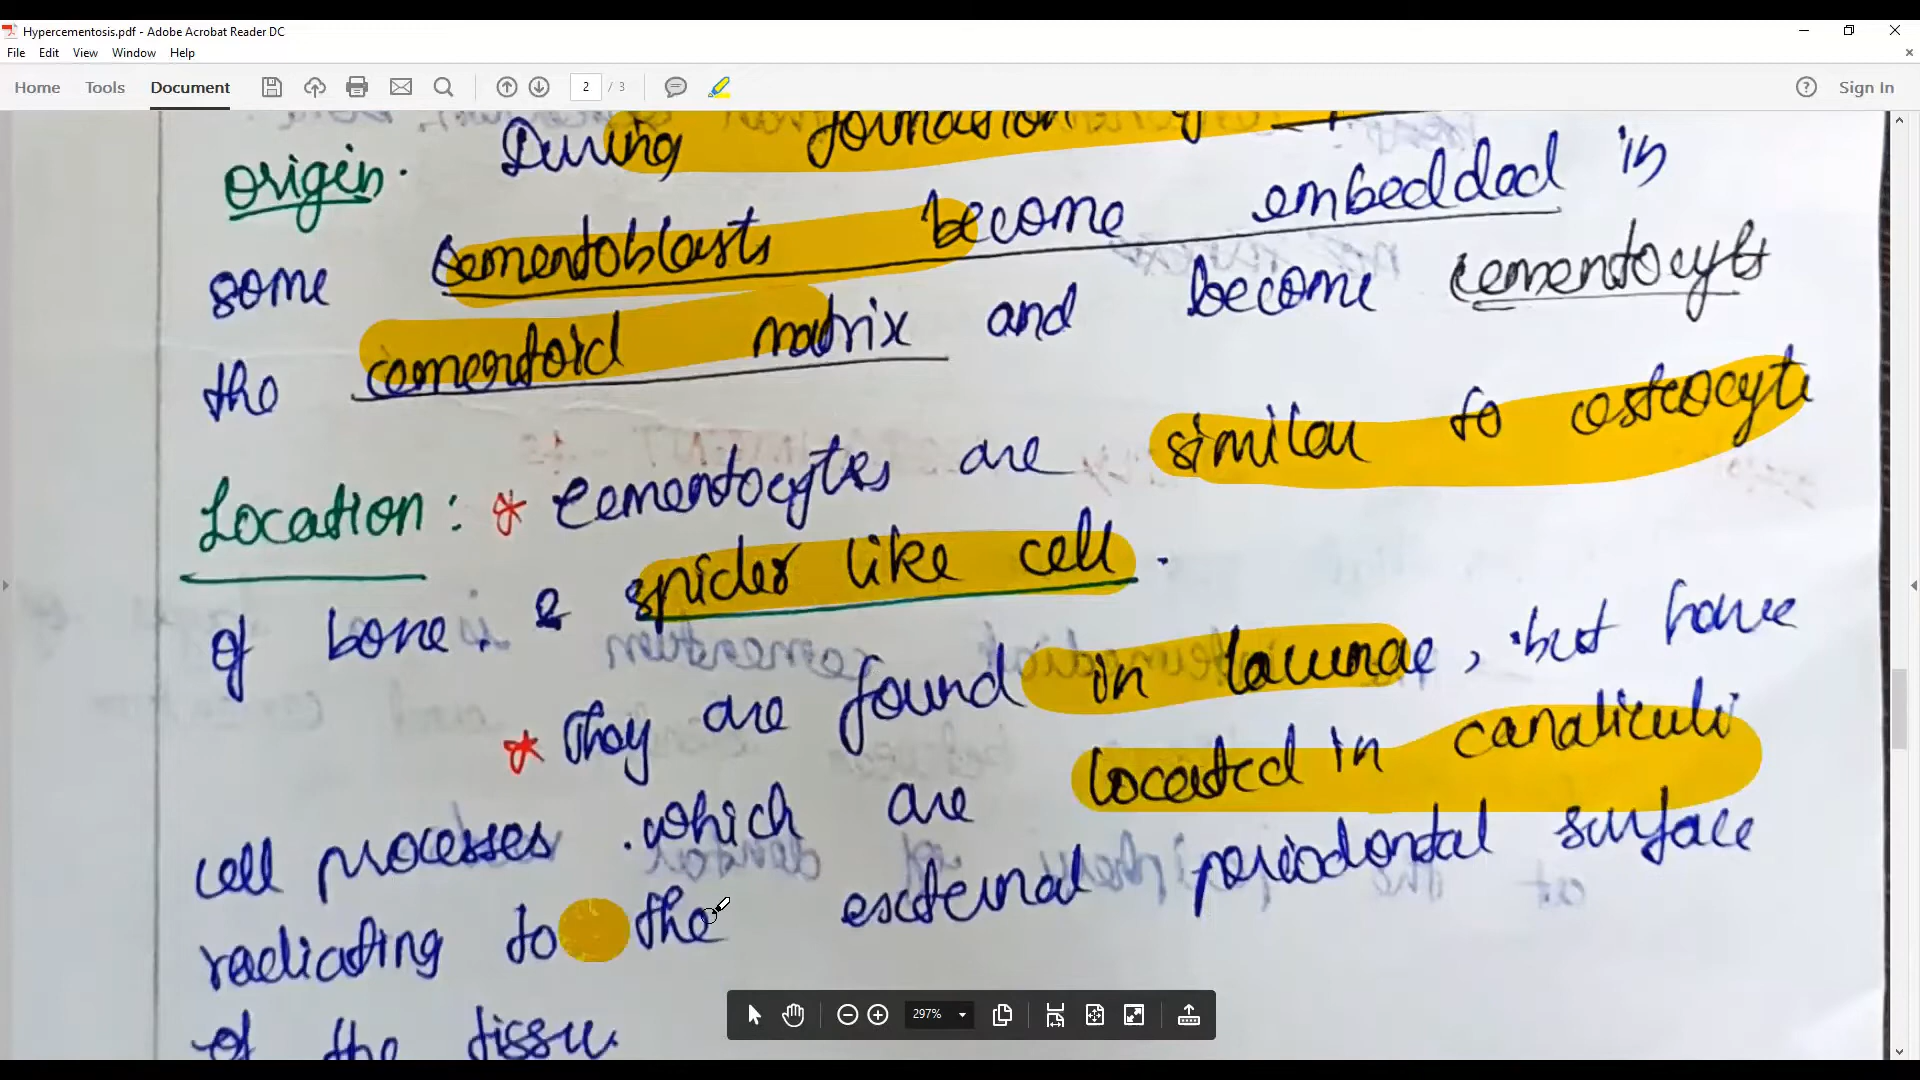 Hypercementosis.pdf - Adobe Acrobat Reader DC
File Edit View Window Help
Home Tools Document 2 / 3 Sign In
origin. During formation of
some cementoblasts become embedded in
the cementoid matrix and become cementocyts
Location: * Cementocytes are similar to osteocyte
of bone. & spider like cell.
* They are found in lacunae, but have
cell processes which are located in canaliculi
radiating to the external periodontal surface
of the tissu.
297%